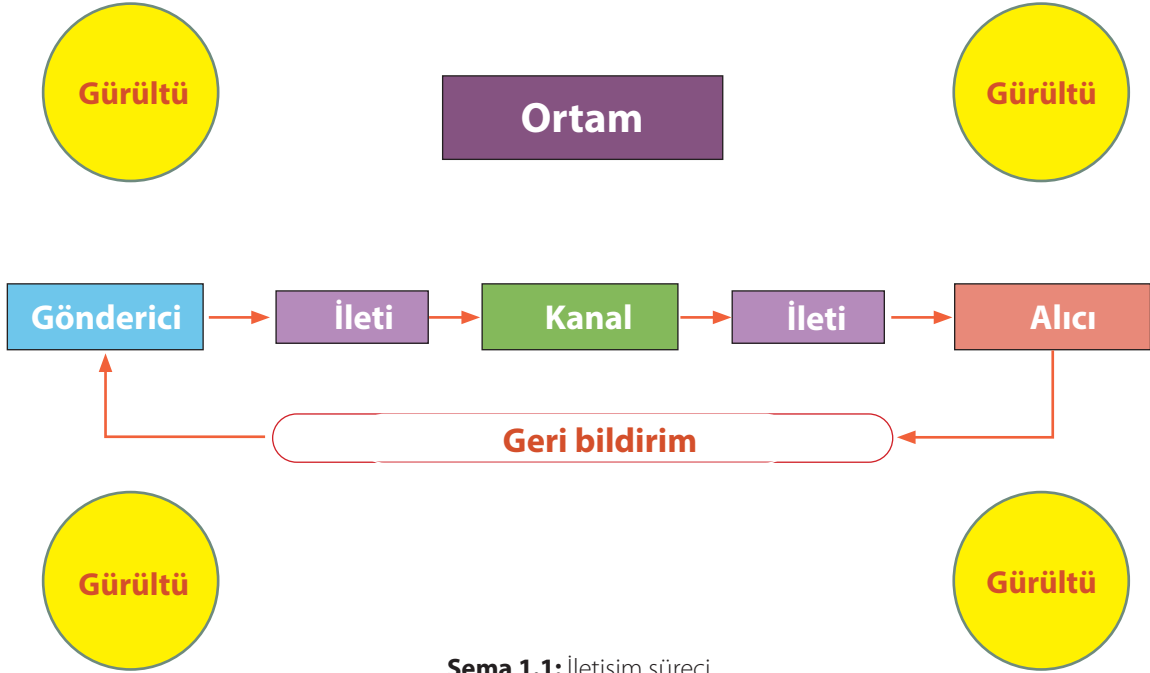 Gürültü
Ortam
Gürültü
Gönderici
İleti
Kanal
İleti
Alıcı
Geri bildirim
Gürültü
Gürültü
Şema 1.1: İletişim süreci